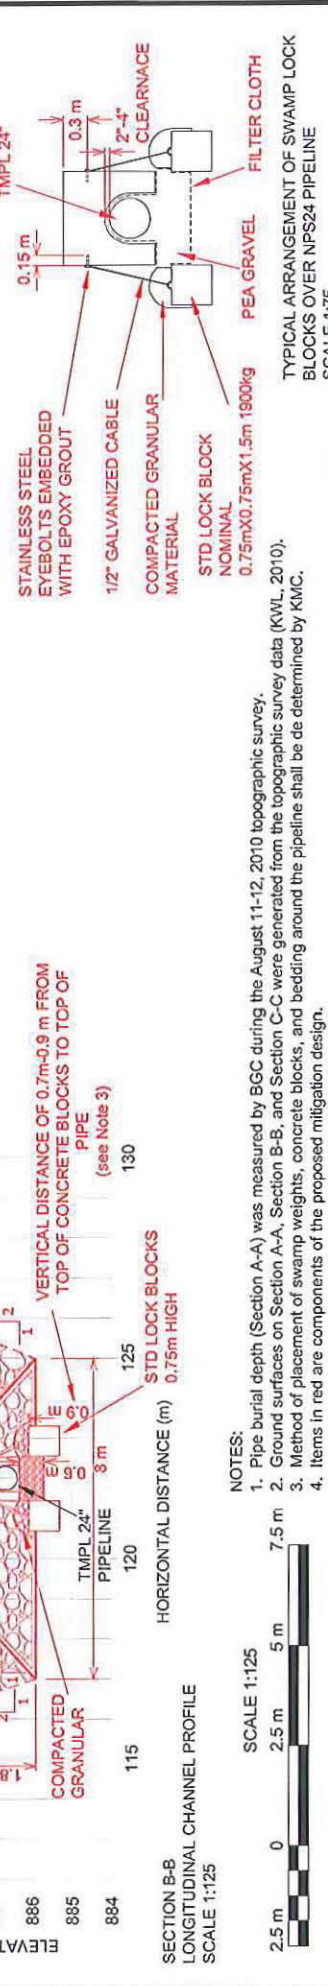 ELEVAT
886
885
884
115
120
125
130
HORIZONTAL DISTANCE (m)
1
2
1
2
1
COMPACTED
GRANULAR
TMPL 24"
PIPELINE
8 m
0.6 m
0.9 m
STD LOCK BLOCKS
0.75m HIGH
VERTICAL DISTANCE OF 0.7m-0.9 m FROM
TOP OF CONCRETE BLOCKS TO TOP OF
PIPE
(see Note 3)
SECTION B-B
LONGITUDINAL CHANNEL PROFILE
SCALE 1:125
SCALE 1:125
2.5 m
0
2.5 m
5 m
7.5 m
NOTES:
1. Pipe burial depth (Section A-A) was measured by BGC during the August 11-12, 2010 topographic survey.
2. Ground surfaces on Section A-A, Section B-B, and Section C-C were generated from the topographic survey data (KWL, 2010).
3. Method of placement of swamp weights, concrete blocks, and bedding around the pipeline shall be de determined by KMC.
4. Items in red are components of the proposed mitigation design.
STAINLESS STEEL
EYEBOLTS EMBEDDED
WITH EPOXY GROUT
1/2" GALVANIZED CABLE
COMPACTED GRANULAR
MATERIAL
STD LOCK BLOCK
NOMINAL
0.75mX0.75mX1.5m 1900kg
0.15 m
TMPL 24"
0.3 m
2"-4"
CLEARNACE
PEA GRAVEL
FILTER CLOTH
TYPICAL ARRANGEMENT OF SWAMP LOCK
BLOCKS OVER NPS24 PIPELINE
SCALE 1:75